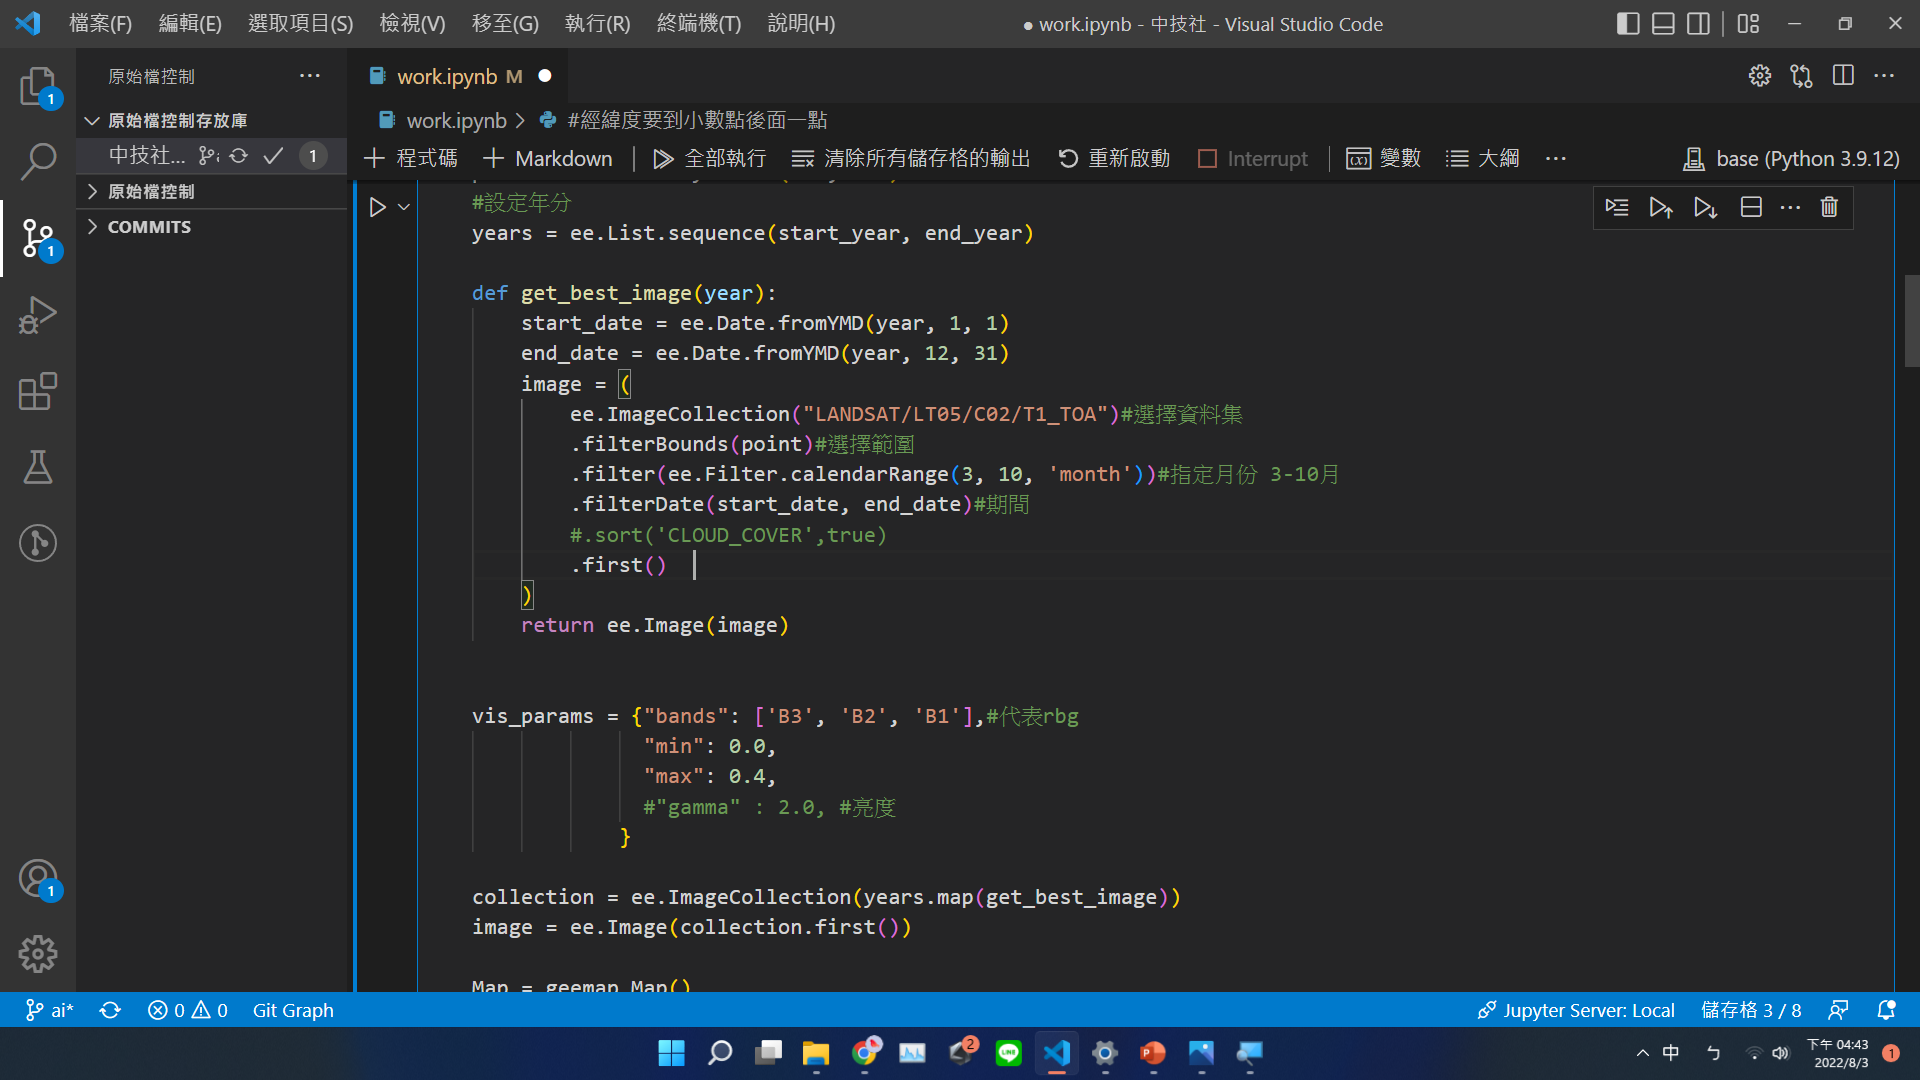 檔案(F) 編輯(E) 選取項目(S) 檢視(V) 移至(G) 執行(R) 終端機(T) 說明(H)
● work.ipynb - 中技社 - Visual Studio Code
原始檔控制
work.ipynb M
1
原始檔控制存放庫
work.ipynb > #經緯度要到小數點後面一點
中技社... 1
程式碼 Markdown 全部執行 清除所有儲存格的輸出 重新啟動 Interrupt 變數 大綱 ... base (Python 3.9.12)
原始檔控制
COMMITS
1
#設定年分
years = ee.List.sequence(start_year, end_year)
def get_best_image(year):
start_date = ee.Date.fromYMD(year, 1, 1)
end_date = ee.Date.fromYMD(year, 12, 31)
image = (
ee.ImageCollection("LANDSAT/LT05/C02/T1_TOA")#選擇資料集
.filterBounds(point)#選擇範圍
.filter(ee.Filter.calendarRange(3, 10, 'month'))#指定月份 3-10月
.filterDate(start_date, end_date)#期間
#.sort('CLOUD_COVER',true)
.first()
)
return ee.Image(image)
vis_params = {"bands": ['B3', 'B2', 'B1'],#代表rbg
"min": 0.0,
"max": 0.4,
#"gamma" : 2.0, #亮度
}
1
collection = ee.ImageCollection(years.map(get_best_image))
image = ee.Image(collection.first())
Map = geemap.Map()
ai* 0 0 Git Graph
Jupyter Server: Local 儲存格 3 / 8
2
中
下午 04:43
2022/8/3
1